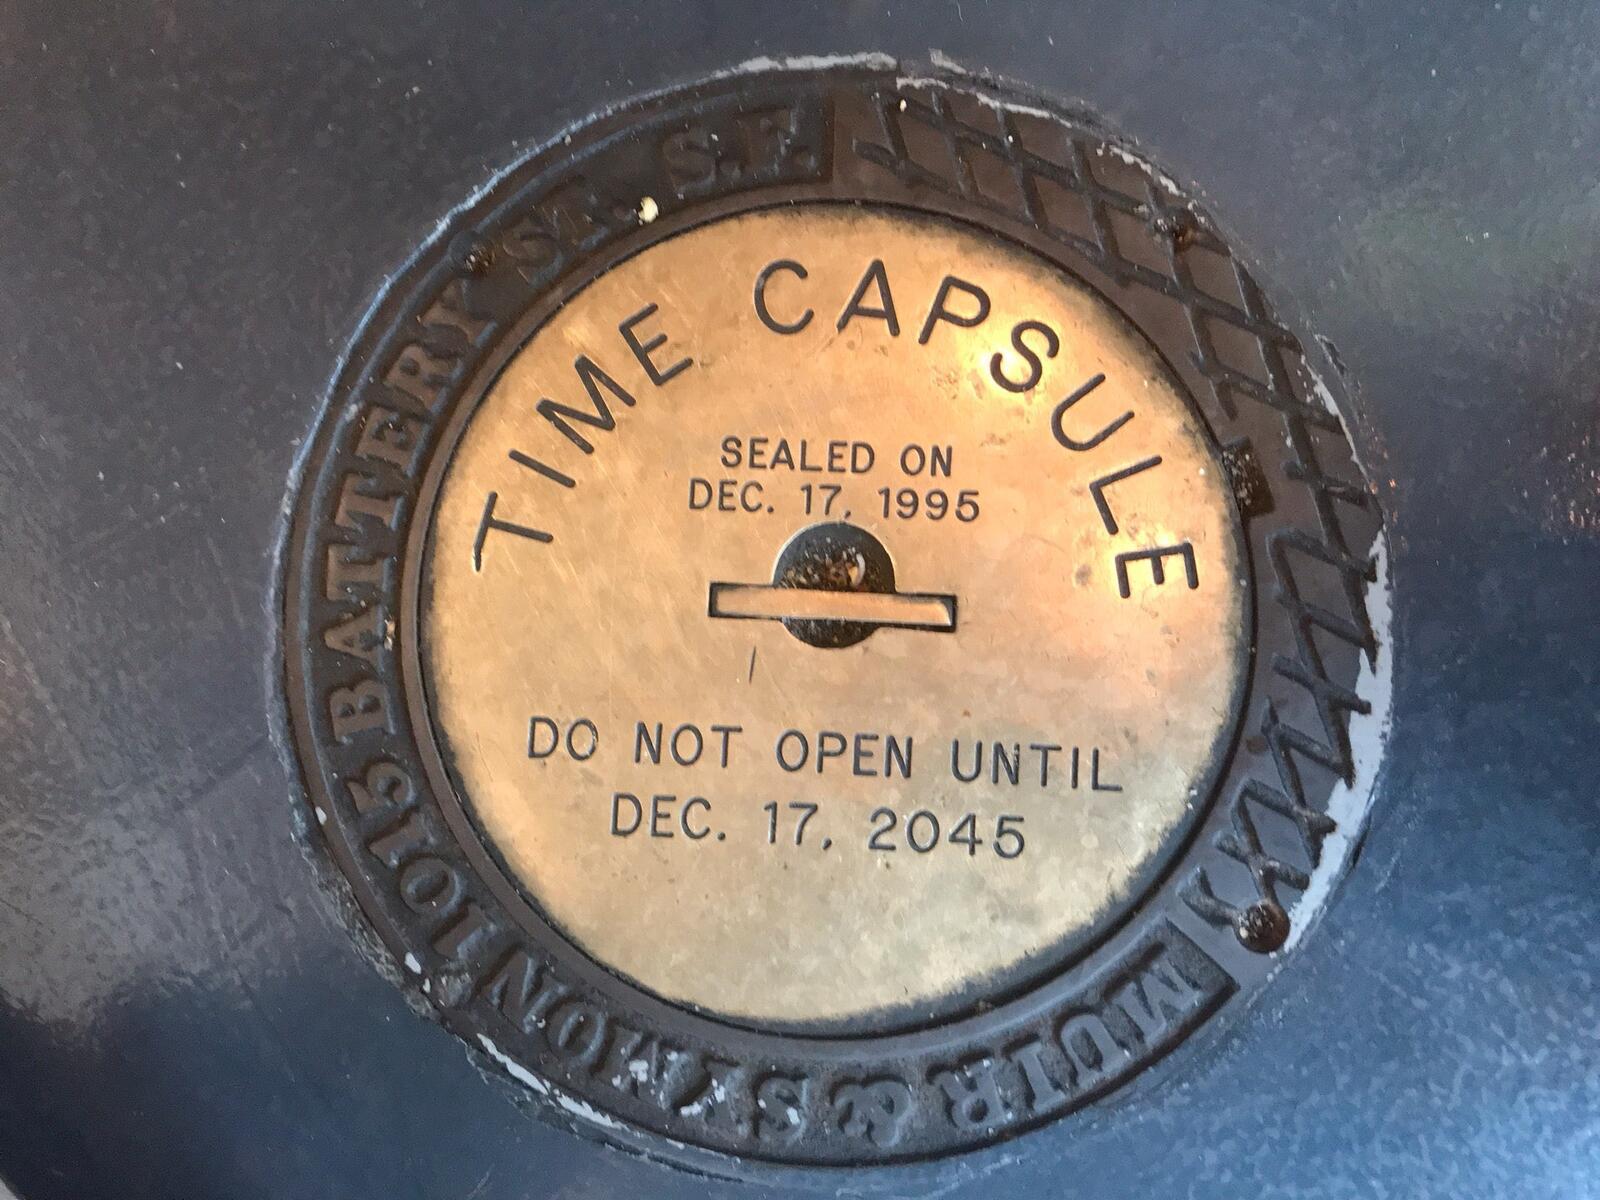 TIME CAPSULE
SEALED ON
DEC. 17, 1995
DO NOT OPEN UNTIL
DEC. 17, 2045
MUIR & SYMON 1015 BATTERY ST. S.F.